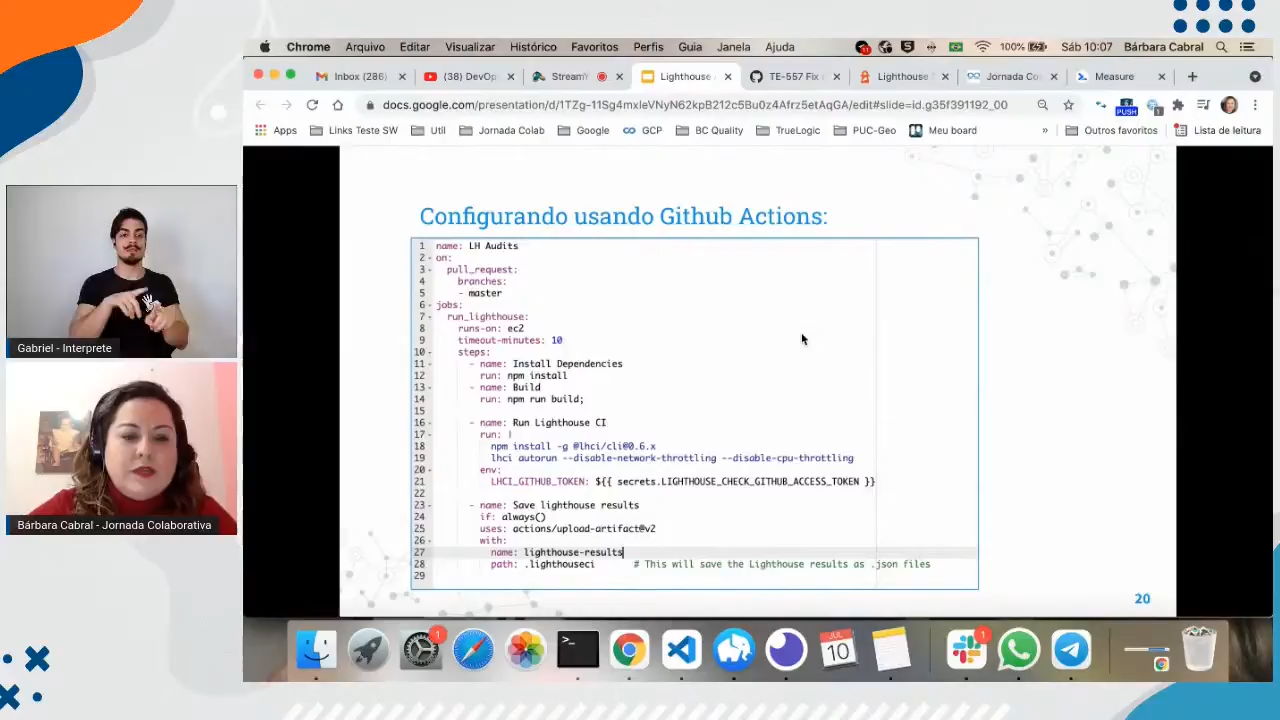 Chrome Arquivo Editar Visualizar Histórico Favoritos Perfis Guia Janela Ajuda 100% Sáb 10:07 Bárbara Cabral
Inbox (286) (38) DevOp Stream Lighthouse TE-557 Fix Lighthouse Jornada Co Measure
docs.google.com/presentation/d/1TZg-11Sg4mxleVNyN62kpB212c5Bu0z4Afrz5etAqGA/edit#slide=id.g35f391192_00
PUSH
Apps Links Teste SW Util Jornada Colab Google GCP BC Quality TrueLogic PUC-Geo Meu board » Outros favoritos Lista de leitura
Configurando usando Github Actions:
1 name: LH Audits
2 on:
3 pull_request:
4 branches:
5 - master
6 jobs:
7 run_lighthouse:
8 runs-on: ec2
9 timeout-minutes: 10
10 steps:
11 - name: Install Dependencies
12 run: npm install
13 - name: Build
14 run: npm run build;
15
16 - name: Run Lighthouse CI
17 run: |
18 npm install -g @lhci/cli@0.6.x
19 lhci autorun --disable-network-throttling --disable-cpu-throttling
20 env:
21 LHCI_GITHUB_TOKEN: ${{ secrets.LIGHTHOUSE_CHECK_GITHUB_ACCESS_TOKEN }}
22
23 - name: Save lighthouse results
24 if: always()
25 uses: actions/upload-artifact@v2
26 with:
27 name: lighthouse-results
28 path: .lighthouseci # This will save the Lighthouse results as .json files
29
20
Gabriel - Interprete
Bárbara Cabral - Jornada Colaborativa
1
JUL
10
1